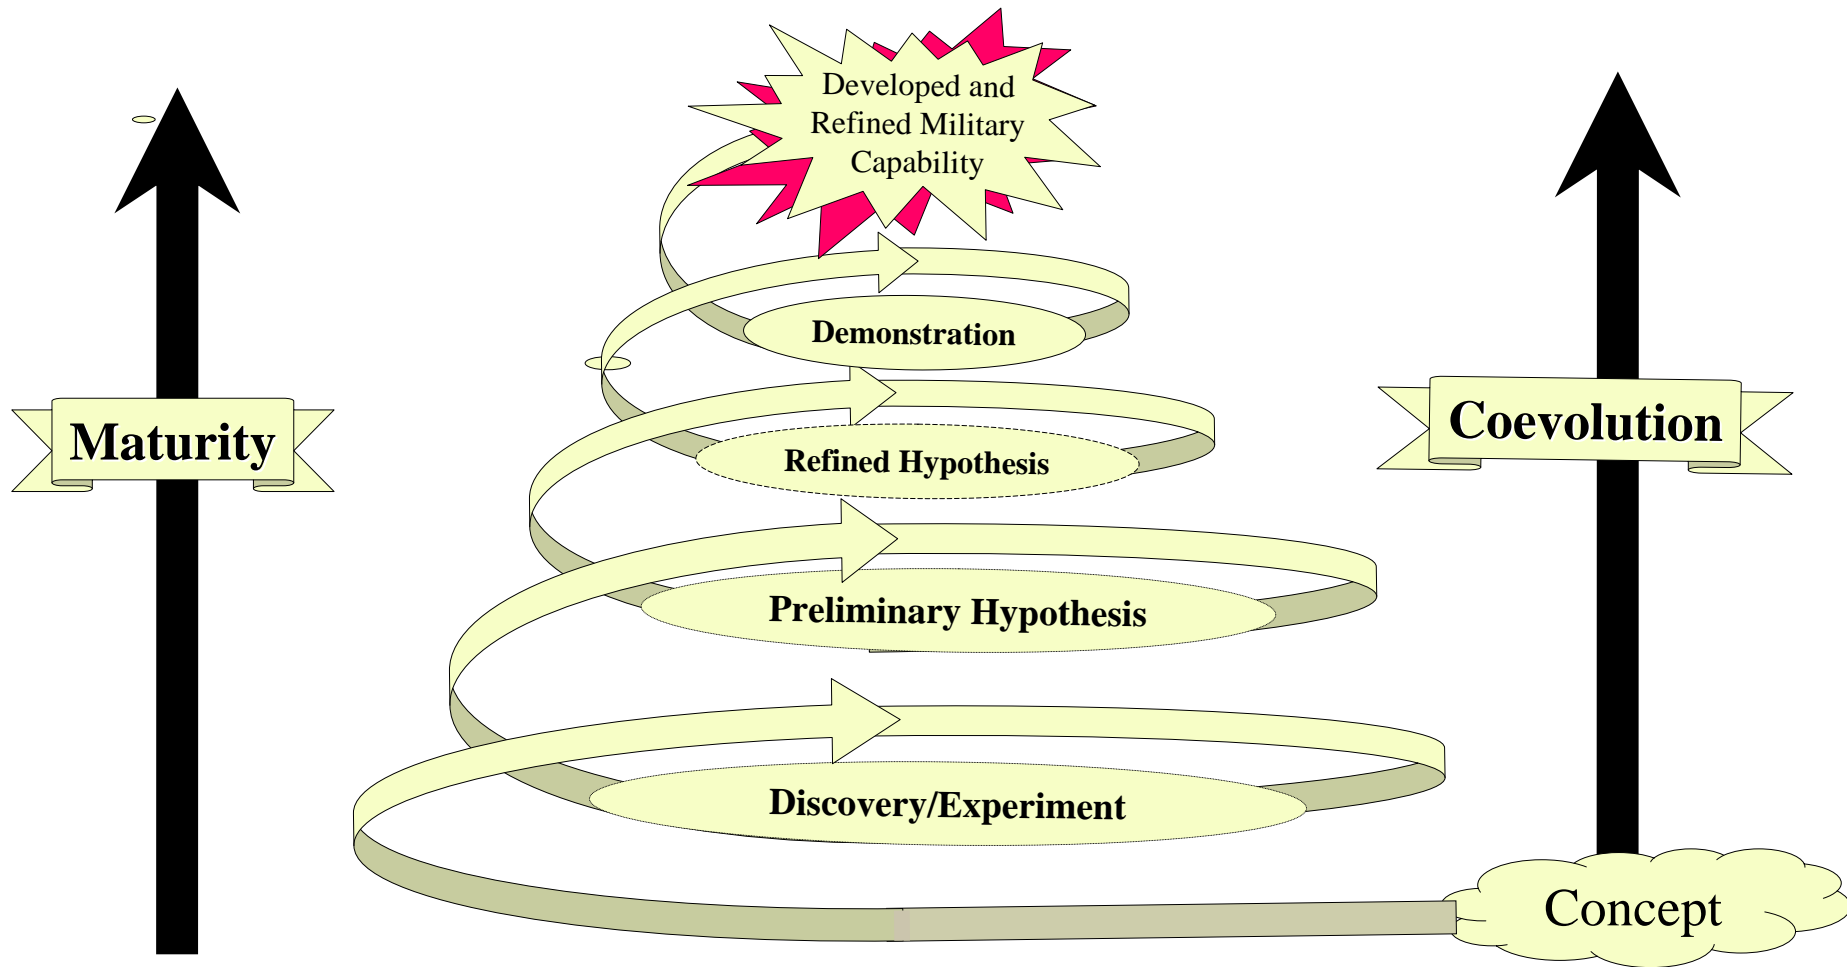 Developed and
Refined Military
Capability
Demonstration
Maturity
Coevolution
Refined Hypothesis
Preliminary Hypothesis
Discovery/Experiment
Concept